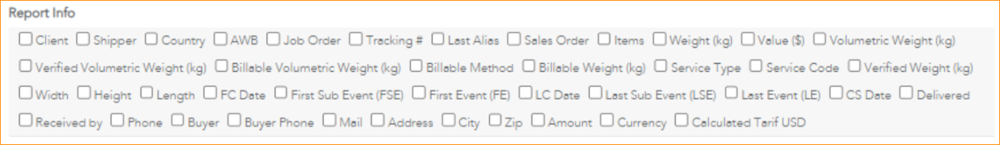 Report Info
Client Shipper Country AWB Job Order Tracking # Last Alias Sales Order Items Weight (kg) Value ($) Volumetric Weight (kg)
Verified Volumetric Weight (kg) Billable Volumetric Weight (kg) Billable Method Billable Weight (kg) Service Type Service Code Verified Weight (kg)
Width Height Length FC Date First Sub Event (FSE) First Event (FE) LC Date Last Sub Event (LSE) Last Event (LE) CS Date Delivered
Received by Phone Buyer Buyer Phone Mail Address City Zip Amount Currency Calculated Tarif USD